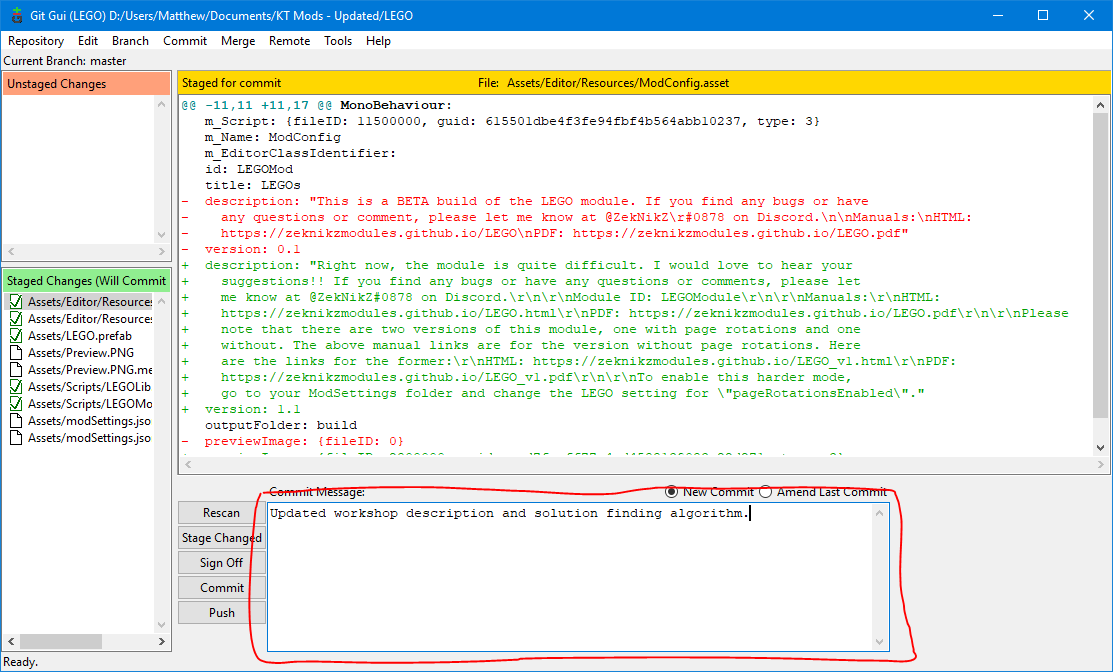 Git Gui (LEGO) D:/Users/Matthew/Documents/KT Mods - Updated/LEGO
Repository Edit Branch Commit Merge Remote Tools Help
Current Branch: master
Unstaged Changes
Staged Changes (Will Commit
Assets/Editor/Resources
Assets/Editor/Resources
Assets/LEGO.prefab
Assets/Preview.PNG
Assets/Preview.PNG.me
Assets/Scripts/LEGOLib
Assets/Scripts/LEGOMo
Assets/modSettings.jso
Assets/modSettings.jso
Staged for commit File: Assets/Editor/Resources/ModConfig.asset
@@ -11,11 +11,17 @@ MonoBehaviour:
m_Script: {fileID: 11500000, guid: 615501dbe4f3fe94fbf4b564abb10237, type: 3}
m_Name: ModConfig
m_EditorClassIdentifier:
id: LEGOMod
title: LEGOs
- description: "This is a BETA build of the LEGO module. If you find any bugs or have
- any questions or comment, please let me know at @ZekNikZ\r#0878 on Discord.\n\nManuals:\nHTML:
- https://zeknikzmodules.github.io/LEGO\nPDF: https://zeknikzmodules.github.io/LEGO.pdf"
- version: 0.1
+ description: "Right now, the module is quite difficult. I would love to hear your
+ suggestions!! If you find any bugs or have any questions or comments, please let
+ me know at @ZekNikZ#0878 on Discord.\r\n\r\nModule ID: LEGOModule\r\n\r\nManuals:\r\nHTML:
+ https://zeknikzmodules.github.io/LEGO.html\r\nPDF: https://zeknikzmodules.github.io/LEGO.pdf\r\n\r\nPlease
+ note that there are two versions of this module, one with page rotations and one
+ without. The above manual links are for the version without page rotations. Here
+ are the links for the former:\r\nHTML: https://zeknikzmodules.github.io/LEGO_v1.html\r\nPDF:
+ https://zeknikzmodules.github.io/LEGO_v1.pdf\r\n\r\nTo enable this harder mode,
+ go to your ModSettings folder and change the LEGO setting for \"pageRotationsEnabled\"."
+ version: 1.1
outputFolder: build
- previewImage: {fileID: 0}
Commit Message: New Commit Amend Last Commit
Rescan
Stage Changed
Sign Off
Commit
Push
Updated workshop description and solution finding algorithm.
Ready.